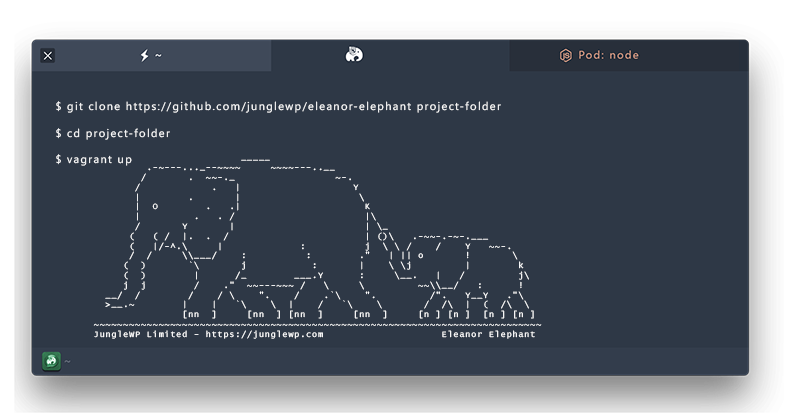 ~
Pod: node
$ git clone https://github.com/junglewp/eleanor-elephant project-folder
$ cd project-folder
$ vagrant up
JungleWP Limited - https://junglewp.com
Eleanor Elephant
~